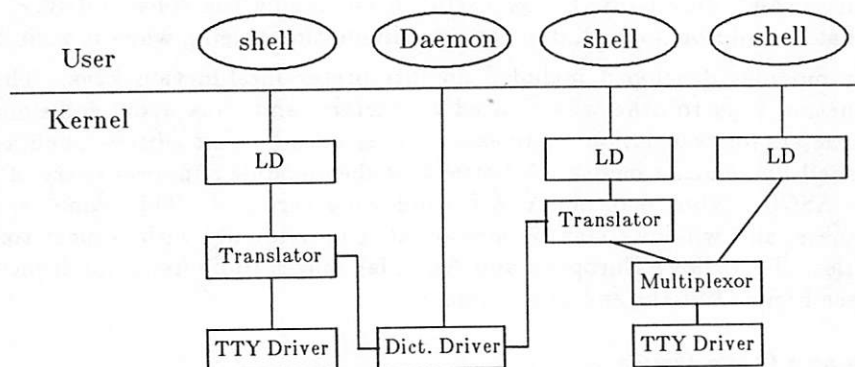 shell Daemon shell shell
User
Kernel
LD LD LD
Translator
Translator
Multiplexor
TTY Driver Dict. Driver TTY Driver